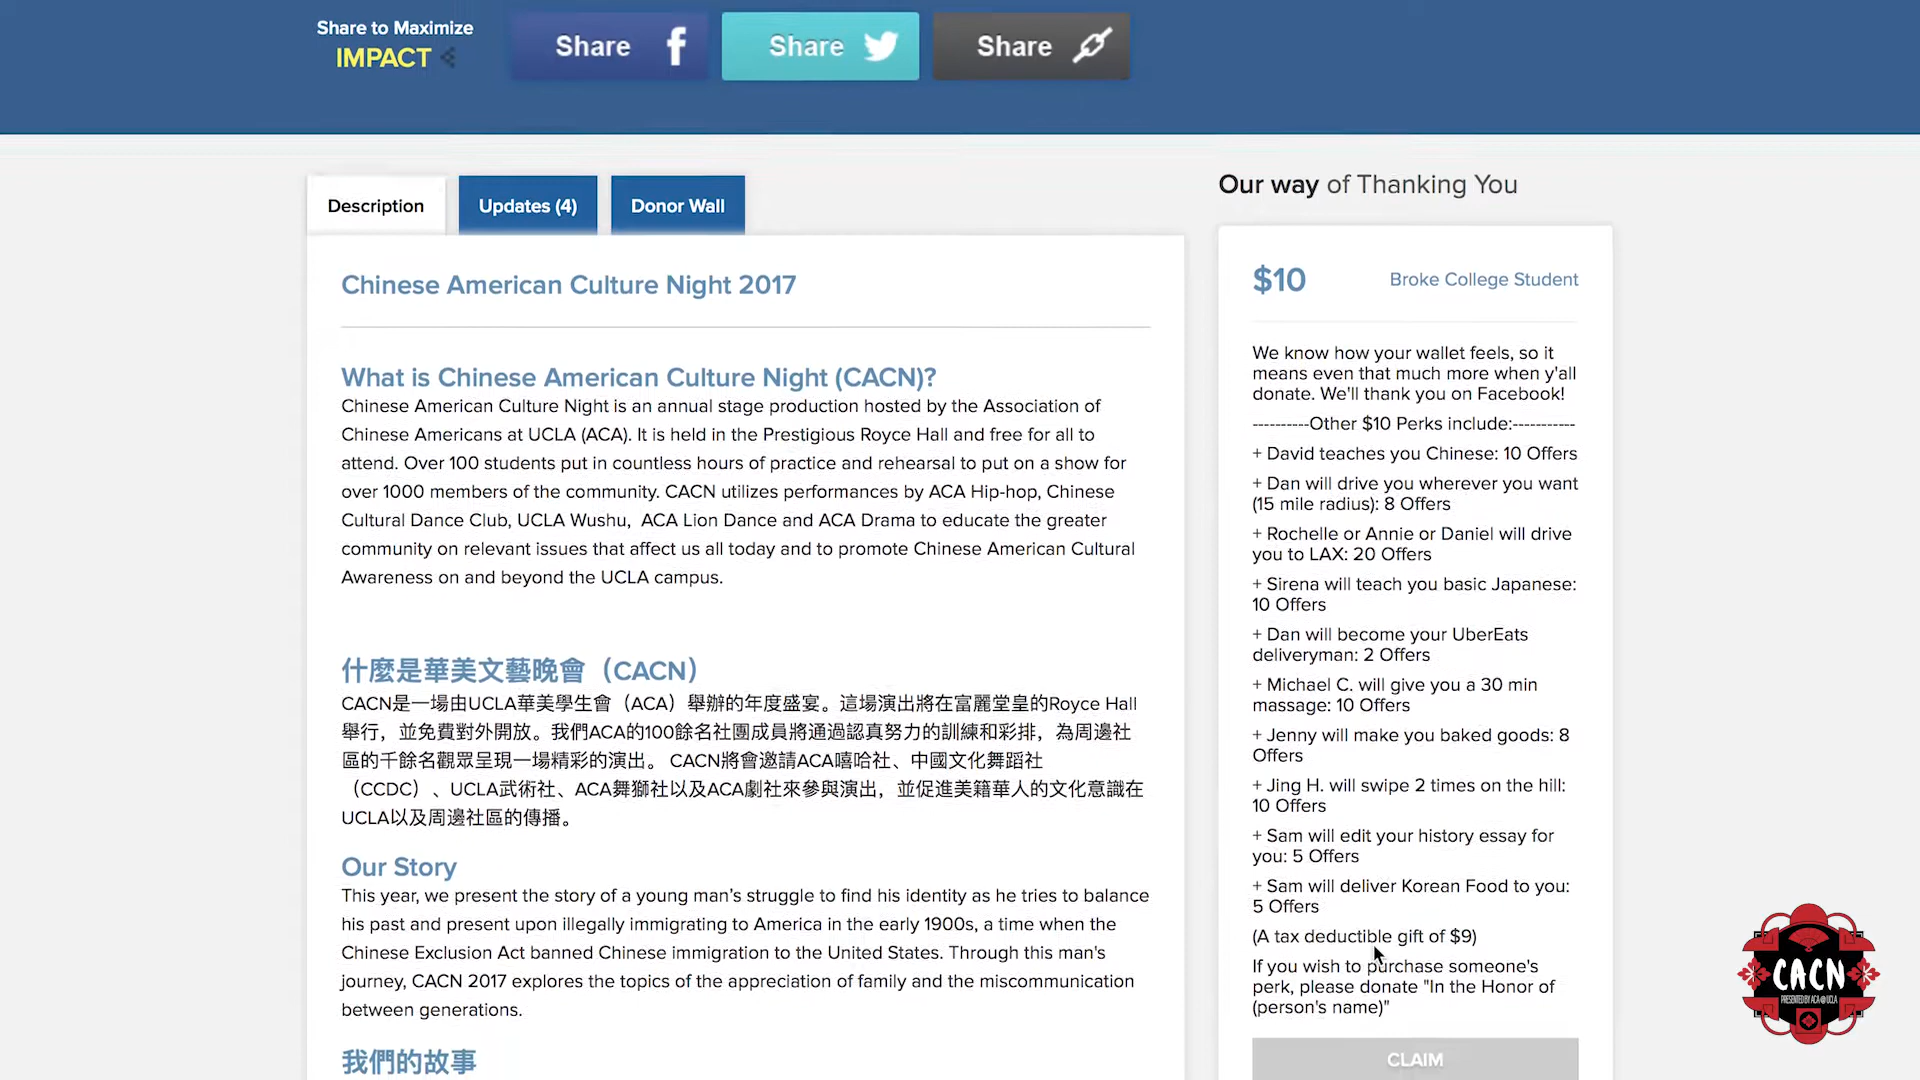 Share to Maximize
IMPACT
Share
Share
Share
Description
Updates (4)
Donor Wall
Chinese American Culture Night 2017
What is Chinese American Culture Night (CACN)?
Chinese American Culture Night is an annual stage production hosted by the Association of
Chinese Americans at UCLA (ACA). It is held in the Prestigious Royce Hall and free for all to
attend. Over 100 students put in countless hours of practice and rehearsal to put on a show for
over 1000 members of the community. CACN utilizes performances by ACA Hip-hop, Chinese
Cultural Dance Club, UCLA Wushu, ACA Lion Dance and ACA Drama to educate the greater
community on relevant issues that affect us all today and to promote Chinese American Cultural
Awareness on and beyond the UCLA campus.
什麼是華美文藝晚會（CACN）
CACN是一場由UCLA華美學生會（ACA）舉辦的年度盛宴。這場演出將在富麗堂皇的Royce Hall
舉行，並免費對外開放。我們ACA的100餘名社團成員將通過認真努力的訓練和彩排，為周邊社
區的千餘名觀眾呈現一場精彩的演出。 CACN將會邀請ACA嘻哈社、中國文化舞蹈社
（CCDC）、UCLA武術社、ACA舞獅社以及ACA劇社來參與演出，並促進美籍華人的文化意識在
UCLA以及周邊社區的傳播。
Our Story
This year, we present the story of a young man's struggle to find his identity as he tries to balance
his past and present upon illegally immigrating to America in the early 1900s, a time when the
Chinese Exclusion Act banned Chinese immigration to the United States. Through this man's
journey, CACN 2017 explores the topics of the appreciation of family and the miscommunication
between generations.
我們的故事
Our way of Thanking You
$10
Broke College Student
We know how your wallet feels, so it
means even that much more when y'all
donate. We'll thank you on Facebook!
----------Other $10 Perks include:-----------
+ David teaches you Chinese: 10 Offers
+ Dan will drive you wherever you want
(15 mile radius): 8 Offers
+ Rochelle or Annie or Daniel will drive
you to LAX: 20 Offers
+ Sirena will teach you basic Japanese:
10 Offers
+ Dan will become your UberEats
deliveryman: 2 Offers
+ Michael C. will give you a 30 min
massage: 10 Offers
+ Jenny will make you baked goods: 8
Offers
+ Jing H. will swipe 2 times on the hill:
10 Offers
+ Sam will edit your history essay for
you: 5 Offers
+ Sam will deliver Korean Food to you:
5 Offers
(A tax deductible gift of $9)
If you wish to purchase someone's
perk, please donate "In the Honor of
(person's name)"
CLAIM
CACN
PRESENTED BY ACA @ UCLA